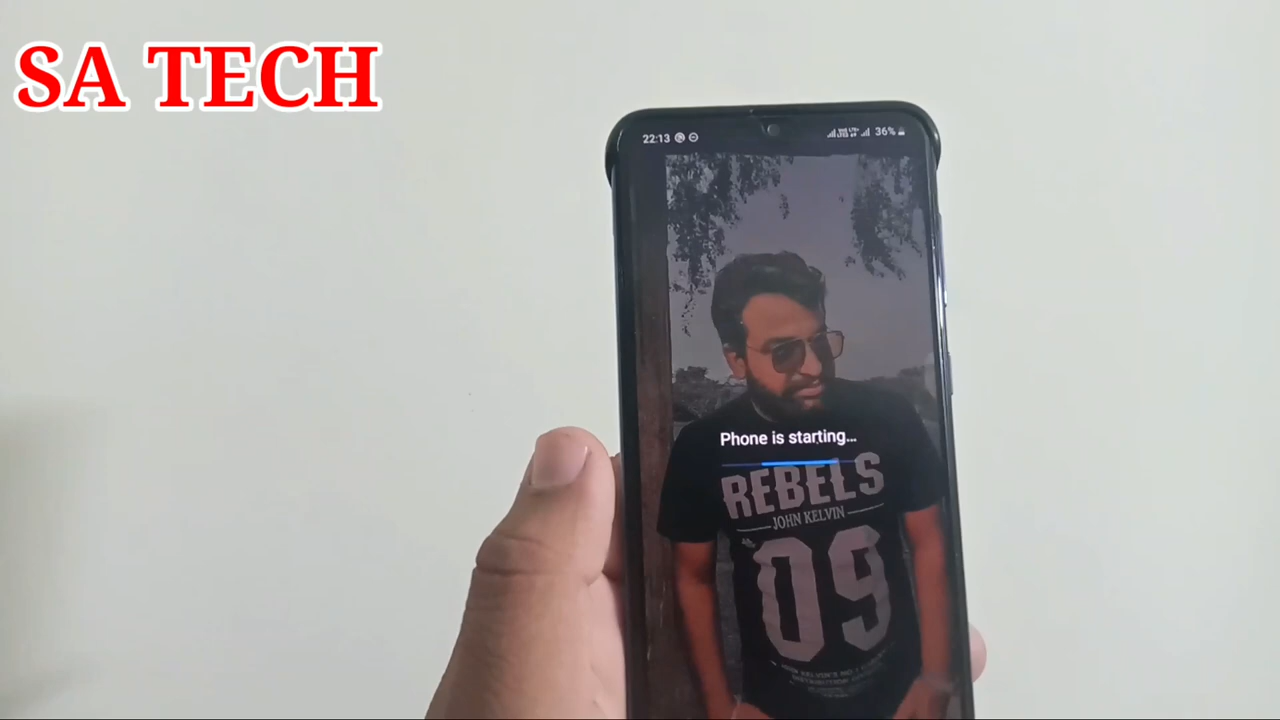 SA TECH
22:13
36%
Phone is starting...
REBELS
JOHN KELVIN
09